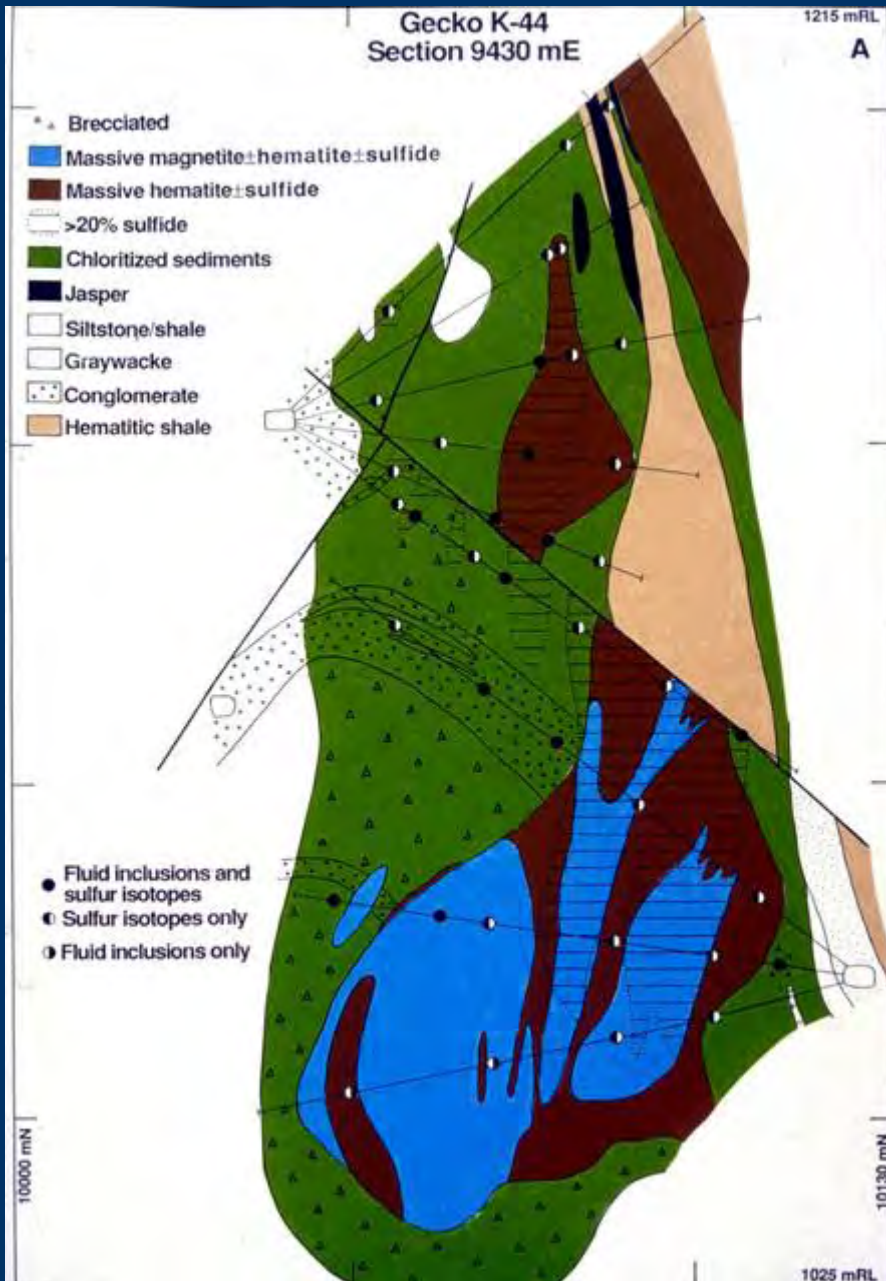 Gecko K-44
Section 9430 mE
1215 mRL
A
Brecciated
Massive magnetite±hematite±sulfide
Massive hematite±sulfide
>20% sulfide
Chloritized sediments
Jasper
Siltstone/shale
Graywacke
Conglomerate
Hematitic shale
Fluid inclusions and
sulfur isotopes
Sulfur isotopes only
Fluid inclusions only
10000 mN
10130 mN
1025 mRL